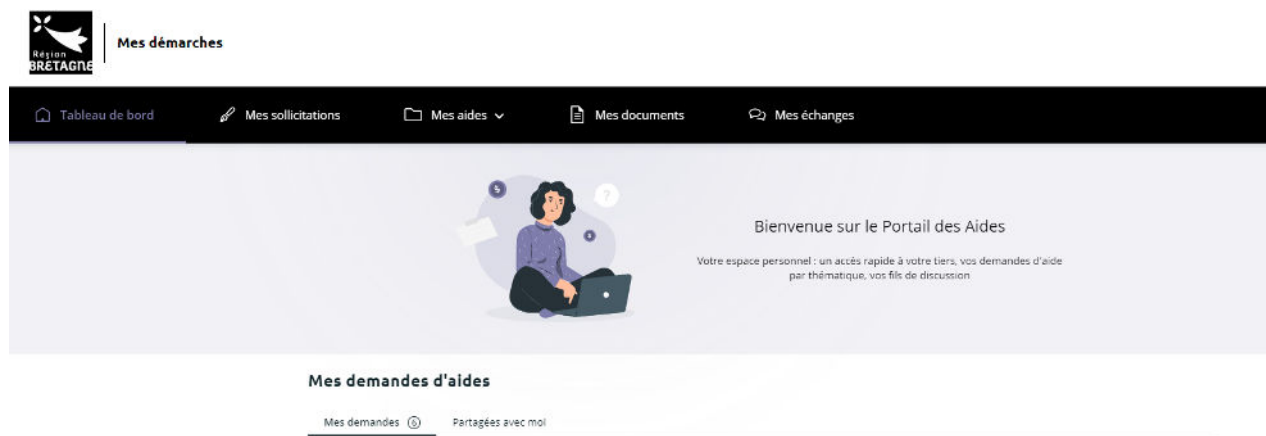 Région
BRETAGNE
Mes démarches
Tableau de bord
Mes sollicitations
Mes aides
Mes documents
Mes échanges
$
?
Bienvenue sur le Portail des Aides
Votre espace personnel : un accès rapide à votre tiers, vos demandes d'aide
par thématique, vos fils de discussion
Mes demandes d'aides
Mes demandes 6
Partagées avec moi